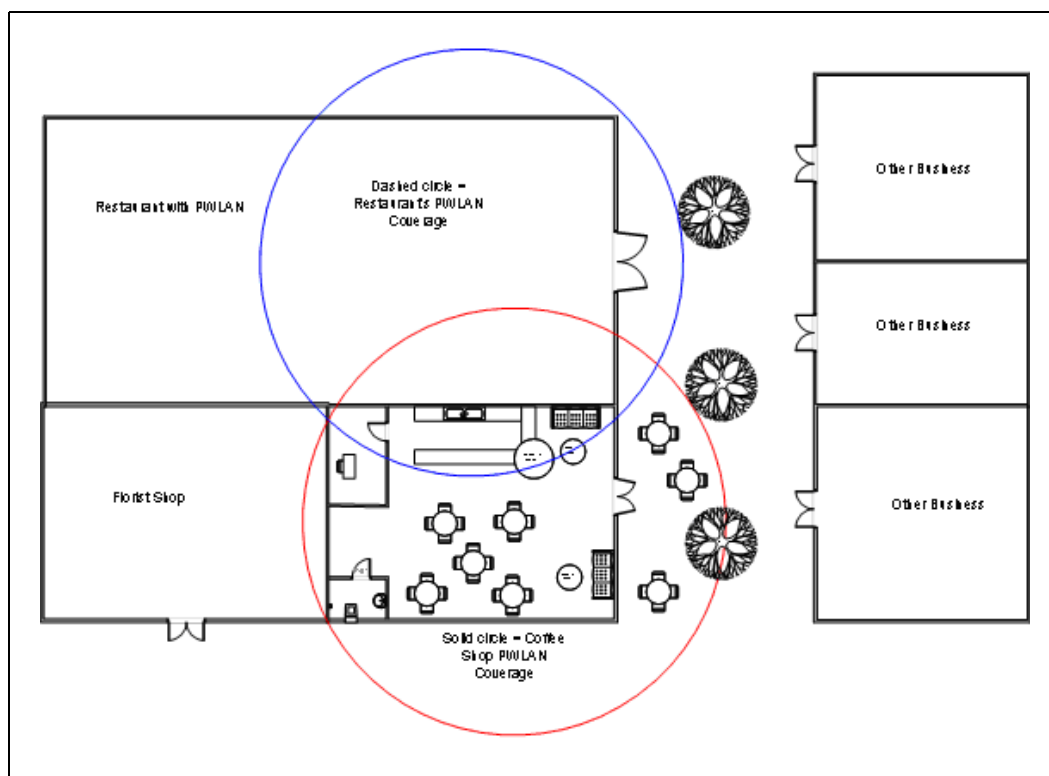 Restaurant with PWLAN
Dashed circle =
Restaurant's PWLAN
Coverage
Other Business
Other Business
Florist Shop
Other Business
Solid circle = Coffee
Shop PWLAN
Coverage